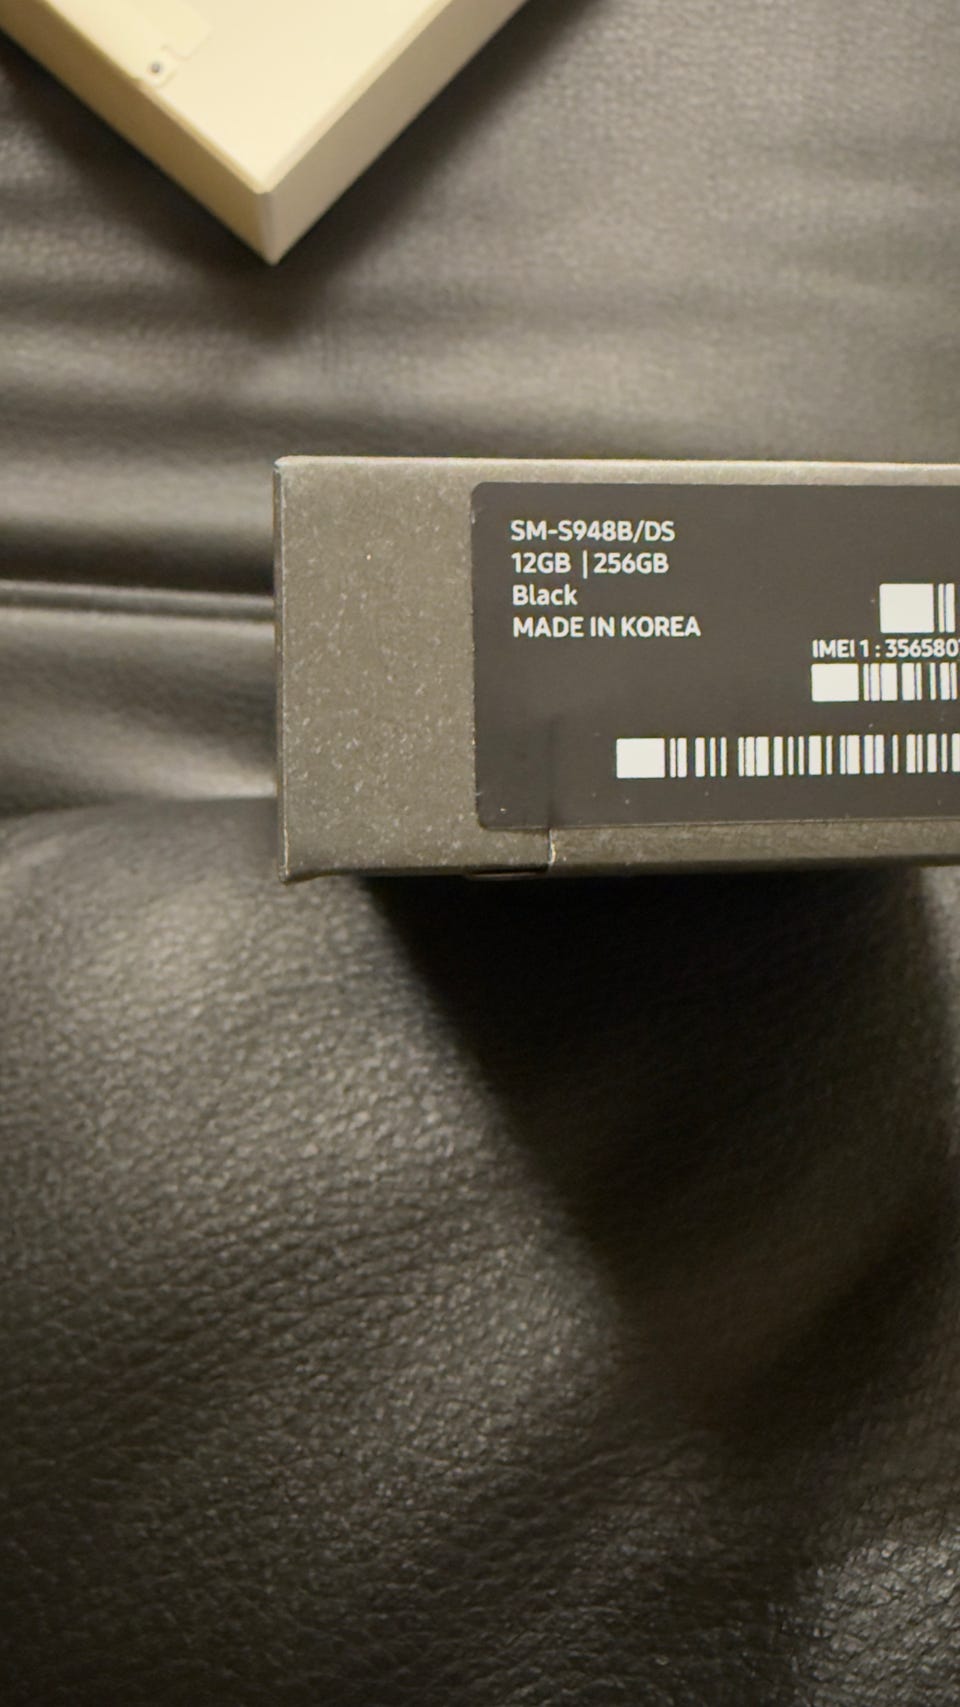 SM-S948B/DS
12GB | 256GB
Black
MADE IN KOREA
IMEI 1 : 356580